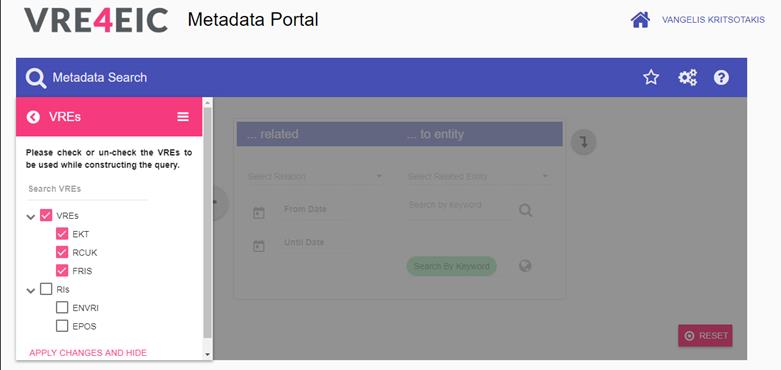 VRE4EIC Metadata Portal
VANGELIS KRITSOTAKIS
Metadata Search
VREs
Please check or un-check the VREs to
be used while constructing the query.
Search VREs
VREs
EKT
RCUK
FRIS
RIs
ENVRI
EPOS
APPLY CHANGES AND HIDE
... related
... to entity
Select Relation
Select Related Entity
From Date
Search by Keyword
Until Date
Search By Keyword
RESET